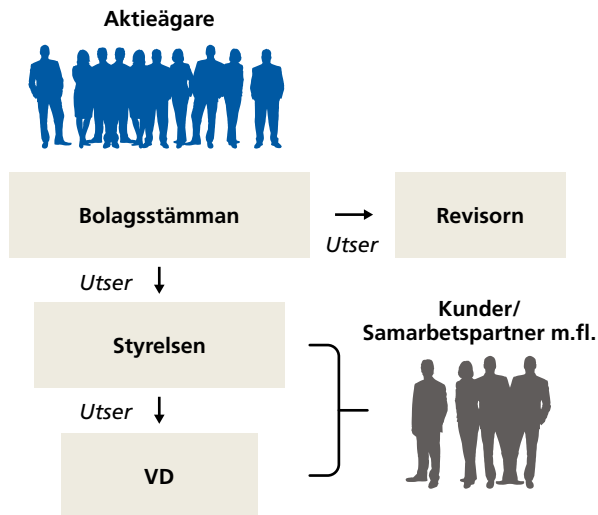 Aktieägare
Bolagsstämman
Utser
Revisorn
Utser
Styrelsen
Kunder/
Samarbetspartner m.fl.
Utser
VD